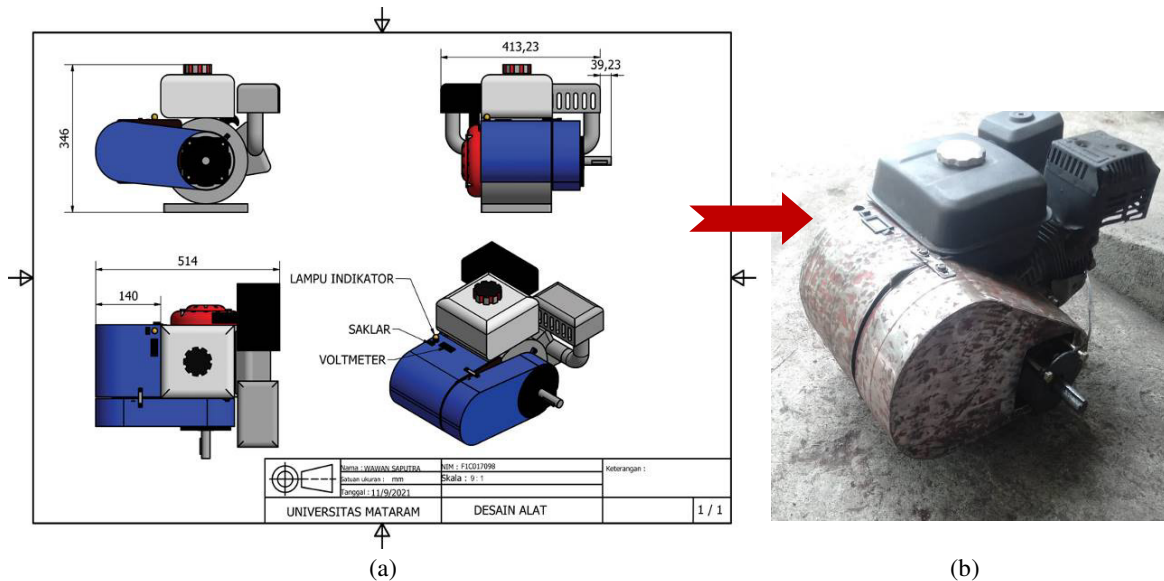 413,23
39,23
346
514
140
LAMPU INDIKATOR
SAKLAR
VOLTMETER
Nama : WAWAN SAPUTRA
NIM : F1C017098
Keterangan :
Satuan ukuran : mm
Skala : 9 : 1
Tanggal : 11/9/2021
UNIVERSITAS MATARAM
DESAIN ALAT
1 / 1
(a)
(b)